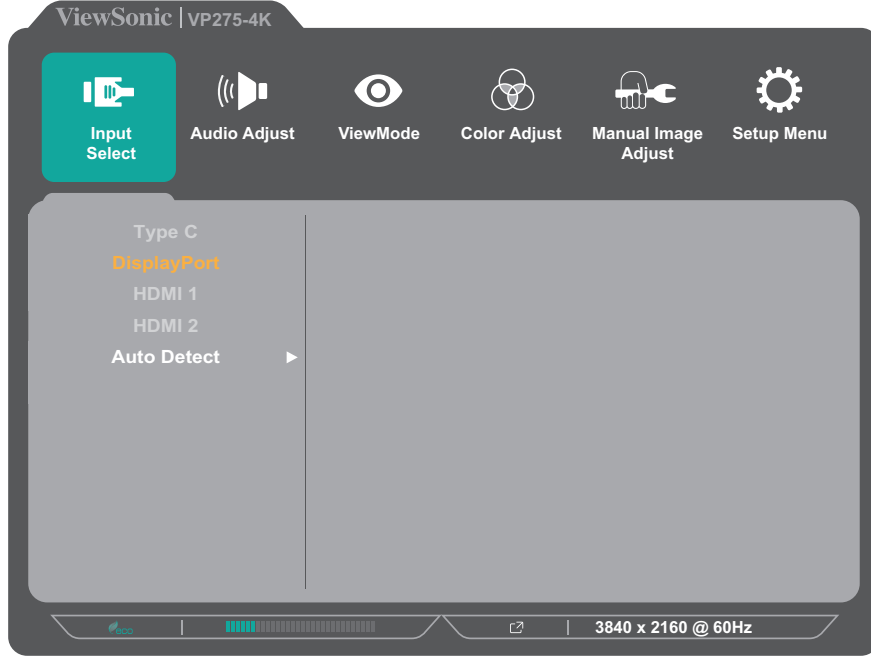 ViewSonic | VP275-4K
Input Select
Audio Adjust
ViewMode
Color Adjust
Manual Image Adjust
Setup Menu
Type C
DisplayPort
HDMI 1
HDMI 2
Auto Detect
eco
3840 x 2160 @ 60Hz